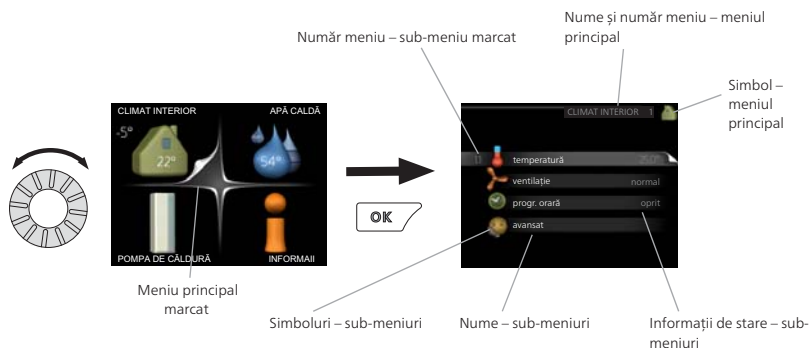 Nume și număr meniu – meniul
principal
Număr meniu – sub-meniu marcat
Simbol –
meniul
principal
CLIMAT INTERIOR
APĂ CALDĂ
-5°
22°
54°
POMPA DE CĂLDURĂ
INFORMAII
OK
CLIMAT INTERIOR 1
temperatură 25.0°
ventilație normal
progr. orară oprit
avansat
Meniu principal
marcat
Simboluri – sub-meniuri
Nume – sub-meniuri
Informații de stare – sub-
meniuri